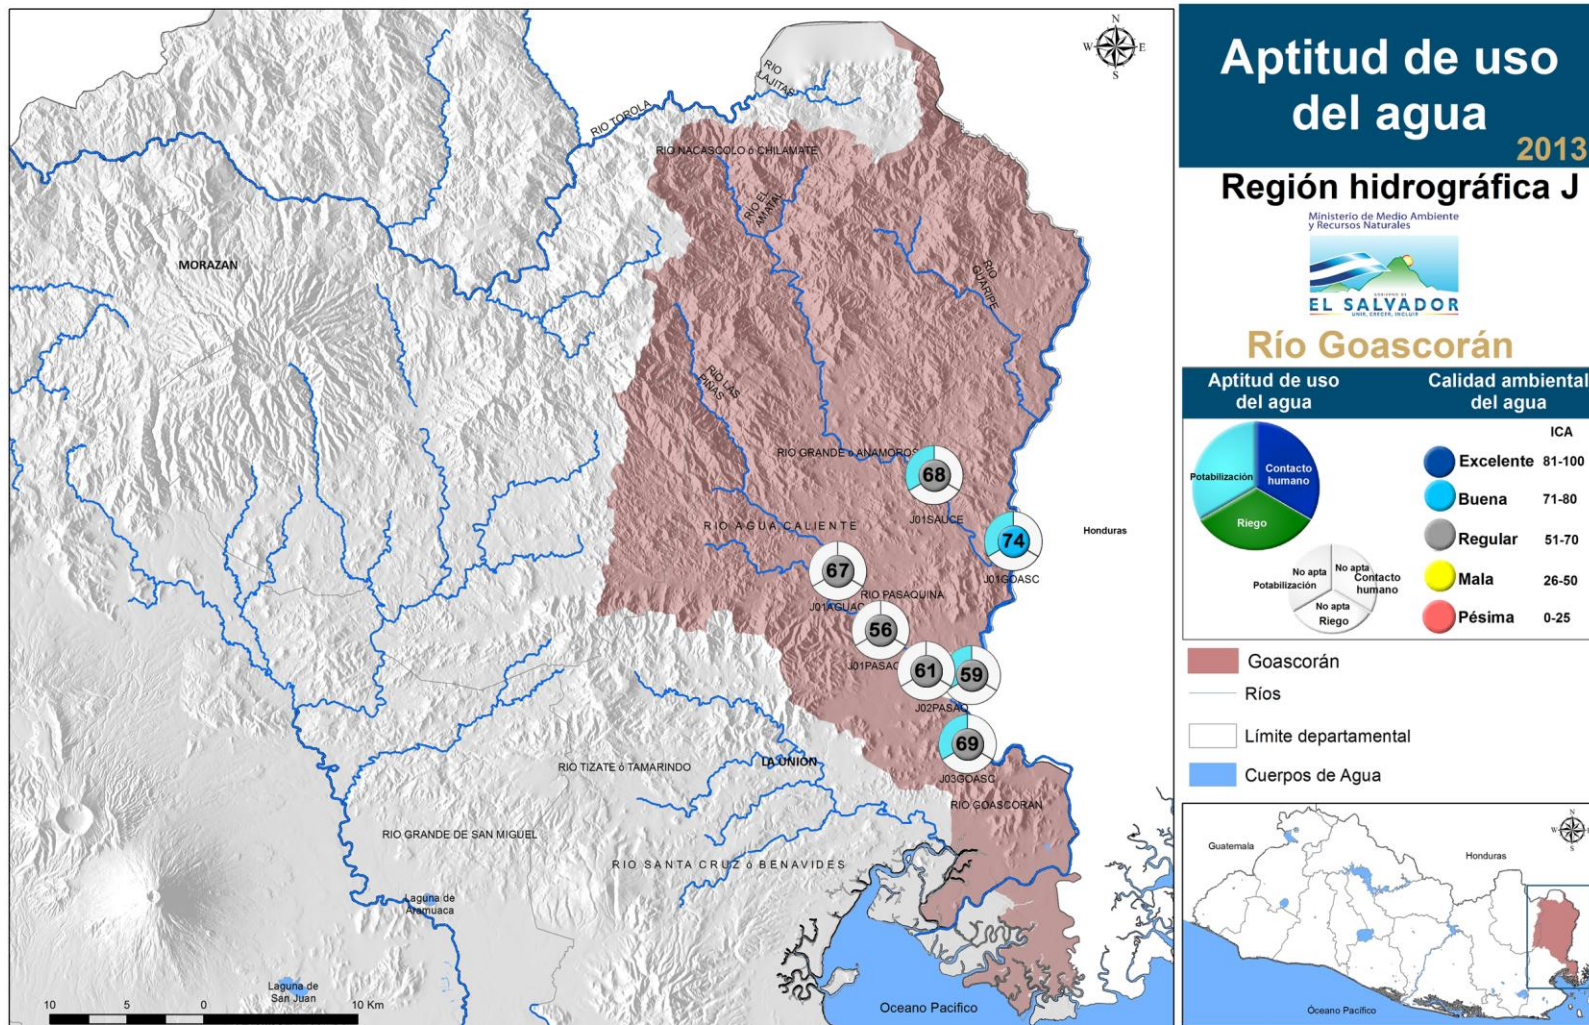 Aptitud de uso
del agua
2013
Región hidrográfica J
Ministerio de Medio Ambiente
y Recursos Naturales
GOBIERNO DE
EL SALVADOR
UNIR, CRECER, INCLUIR
Río Goascorán
Aptitud de uso
del agua
Calidad ambiental
del agua
ICA
Potabilización
Contacto
humano
Riego
No apta
Potabilización
No apta
Contacto
humano
No apta
Riego
Excelente 81-100
Buena 71-80
Regular 51-70
Mala 26-50
Pésima 0-25
Goascorán
Ríos
Límite departamental
Cuerpos de Agua
N
W E
S
RIO LAJITAS
RIO TOROLA
RIO NACASCOLO ó CHILAMATE
RIO EL
AMATAL
RIO
GUARIPE
MORAZAN
RIO LAS
PIÑAS
RIO GRANDE ó ANAMOROS
68
J01SAUCE
RIO AGUA CALIENTE
74
J01GOASC
Honduras
67
J01AGUAC
RIO PASAQUINA
56
J01PASAQ
61
59
J02PASAQ
69
J03GOASC
RIO TIZATE ó TAMARINDO
LA UNION
RIO GOASCORAN
RIO GRANDE DE SAN MIGUEL
RIO SANTA CRUZ ó BENAVIDES
Laguna de
Aramuaca
Laguna de
San Juan
10 5 0 10 Km
Oceano Pacifico
Guatemala
Honduras
N
W
S
Óceano Pacífico